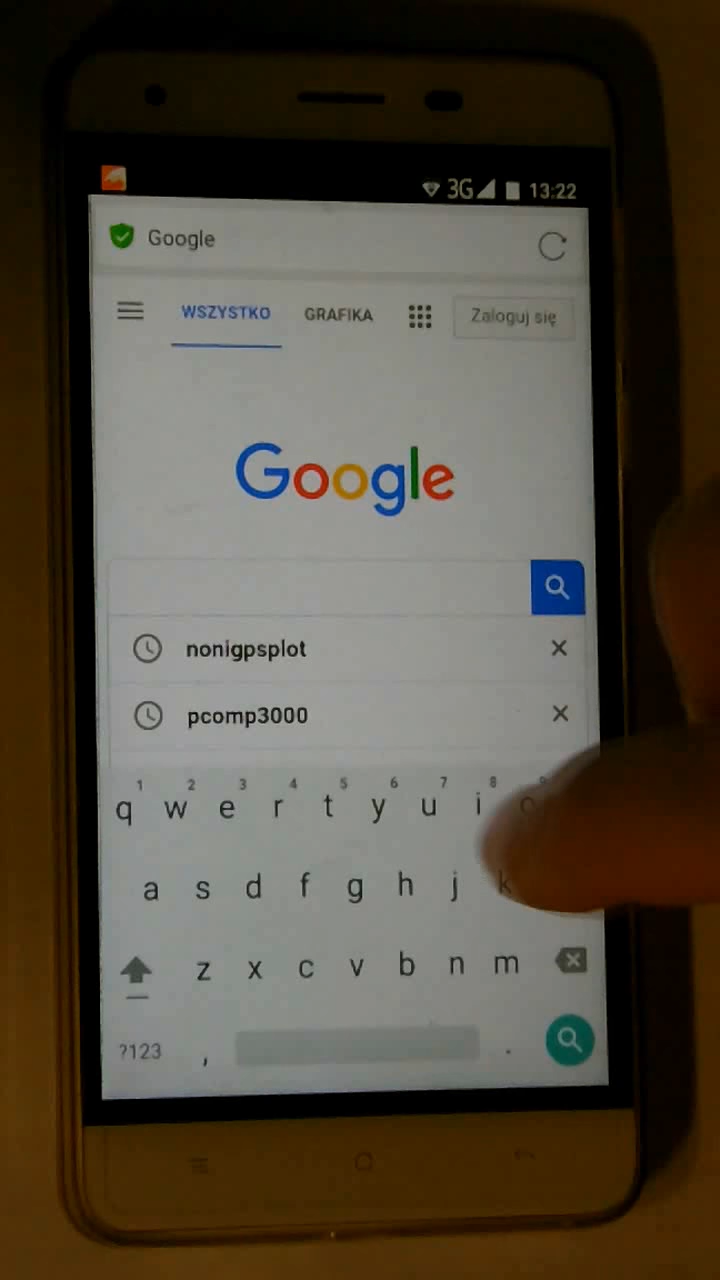 3G 13:22
Google
WSZYSTKO GRAFIKA Zaloguj się
Google
nonigpsplot
pcomp3000
1 2 3 4 5 6 7 8
q w e r t y u i
a s d f g h j k
z x c v b n m
?123 , .